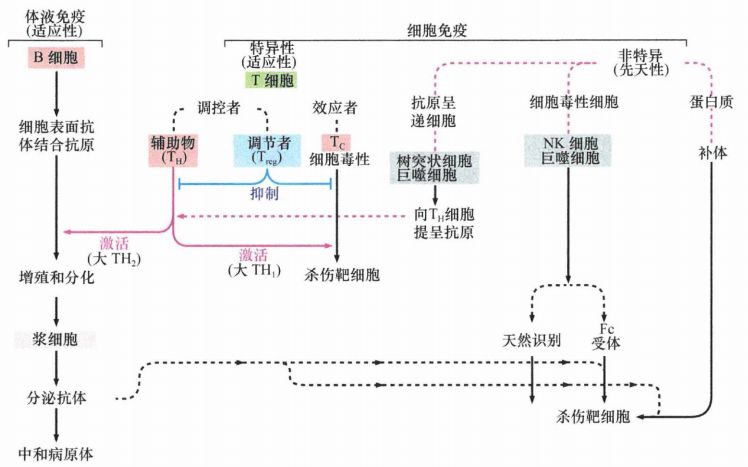 体液免疫
(适应性)
B 细胞
细胞表面抗
体结合抗原
增殖和分化
浆细胞
分泌抗体
中和病原体
细胞免疫
特异性
(适应性)
T 细胞
调控者
效应者
辅助物
(TH)
调节者
(Treg)
TC
细胞毒性
抑制
激活
(大 TH2)
激活
(大 TH1)
杀伤靶细胞
非特异
(先天性)
抗原呈
递细胞
树突状细胞
巨噬细胞
向TH细胞
提呈抗原
细胞毒性细胞
NK 细胞
巨噬细胞
天然识别
Fc
受体
杀伤靶细胞
蛋白质
补体